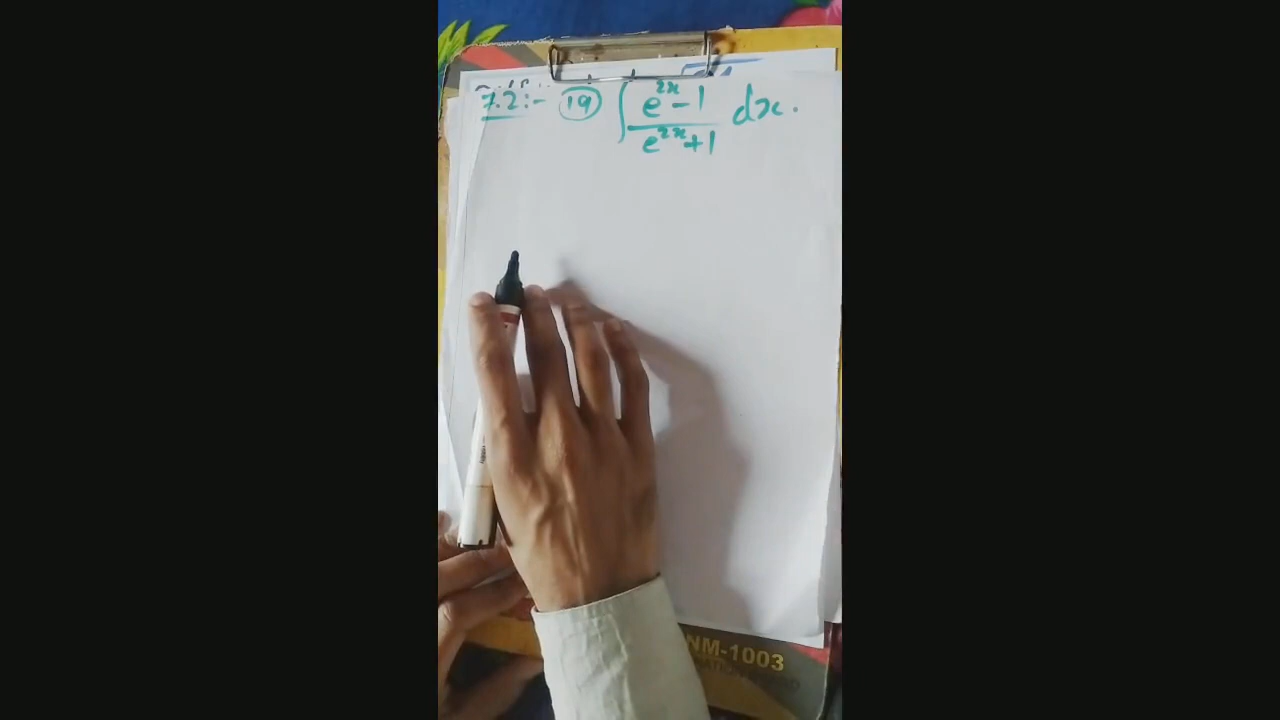 7.2:- (19) ∫ e^{2x}-1 / e^{2x}+1 dx.
NM-1003